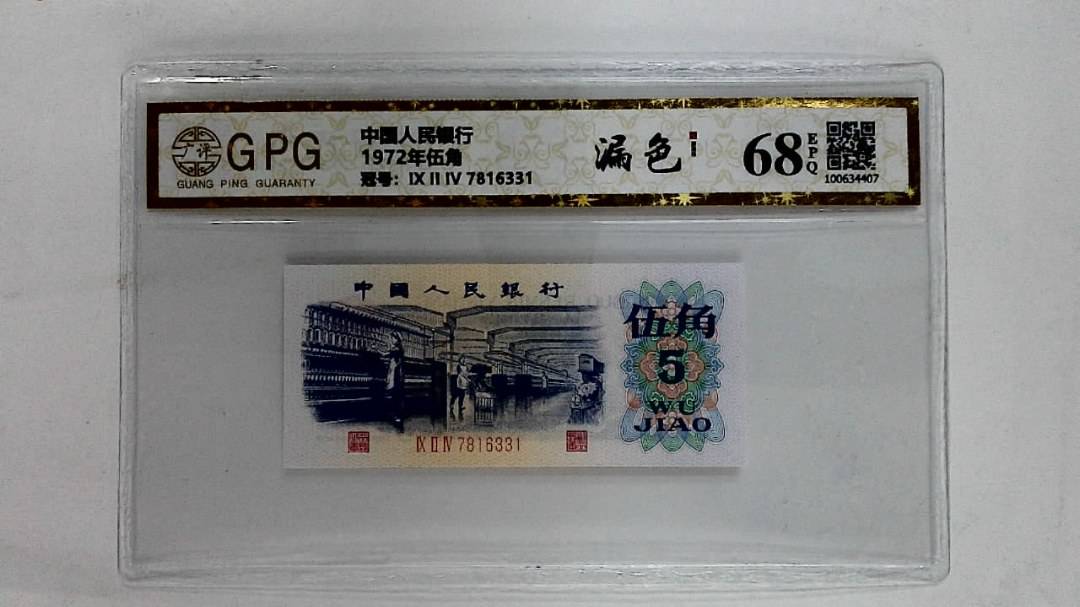 广评
GPG
GUANG PING GUARANTY
中国人民银行
1972年伍角
冠号：IX II IV 7816331
漏色
68
EPQ
100634407
中國人民銀行
伍角
5
WU
JIAO
IX II IV 7816331